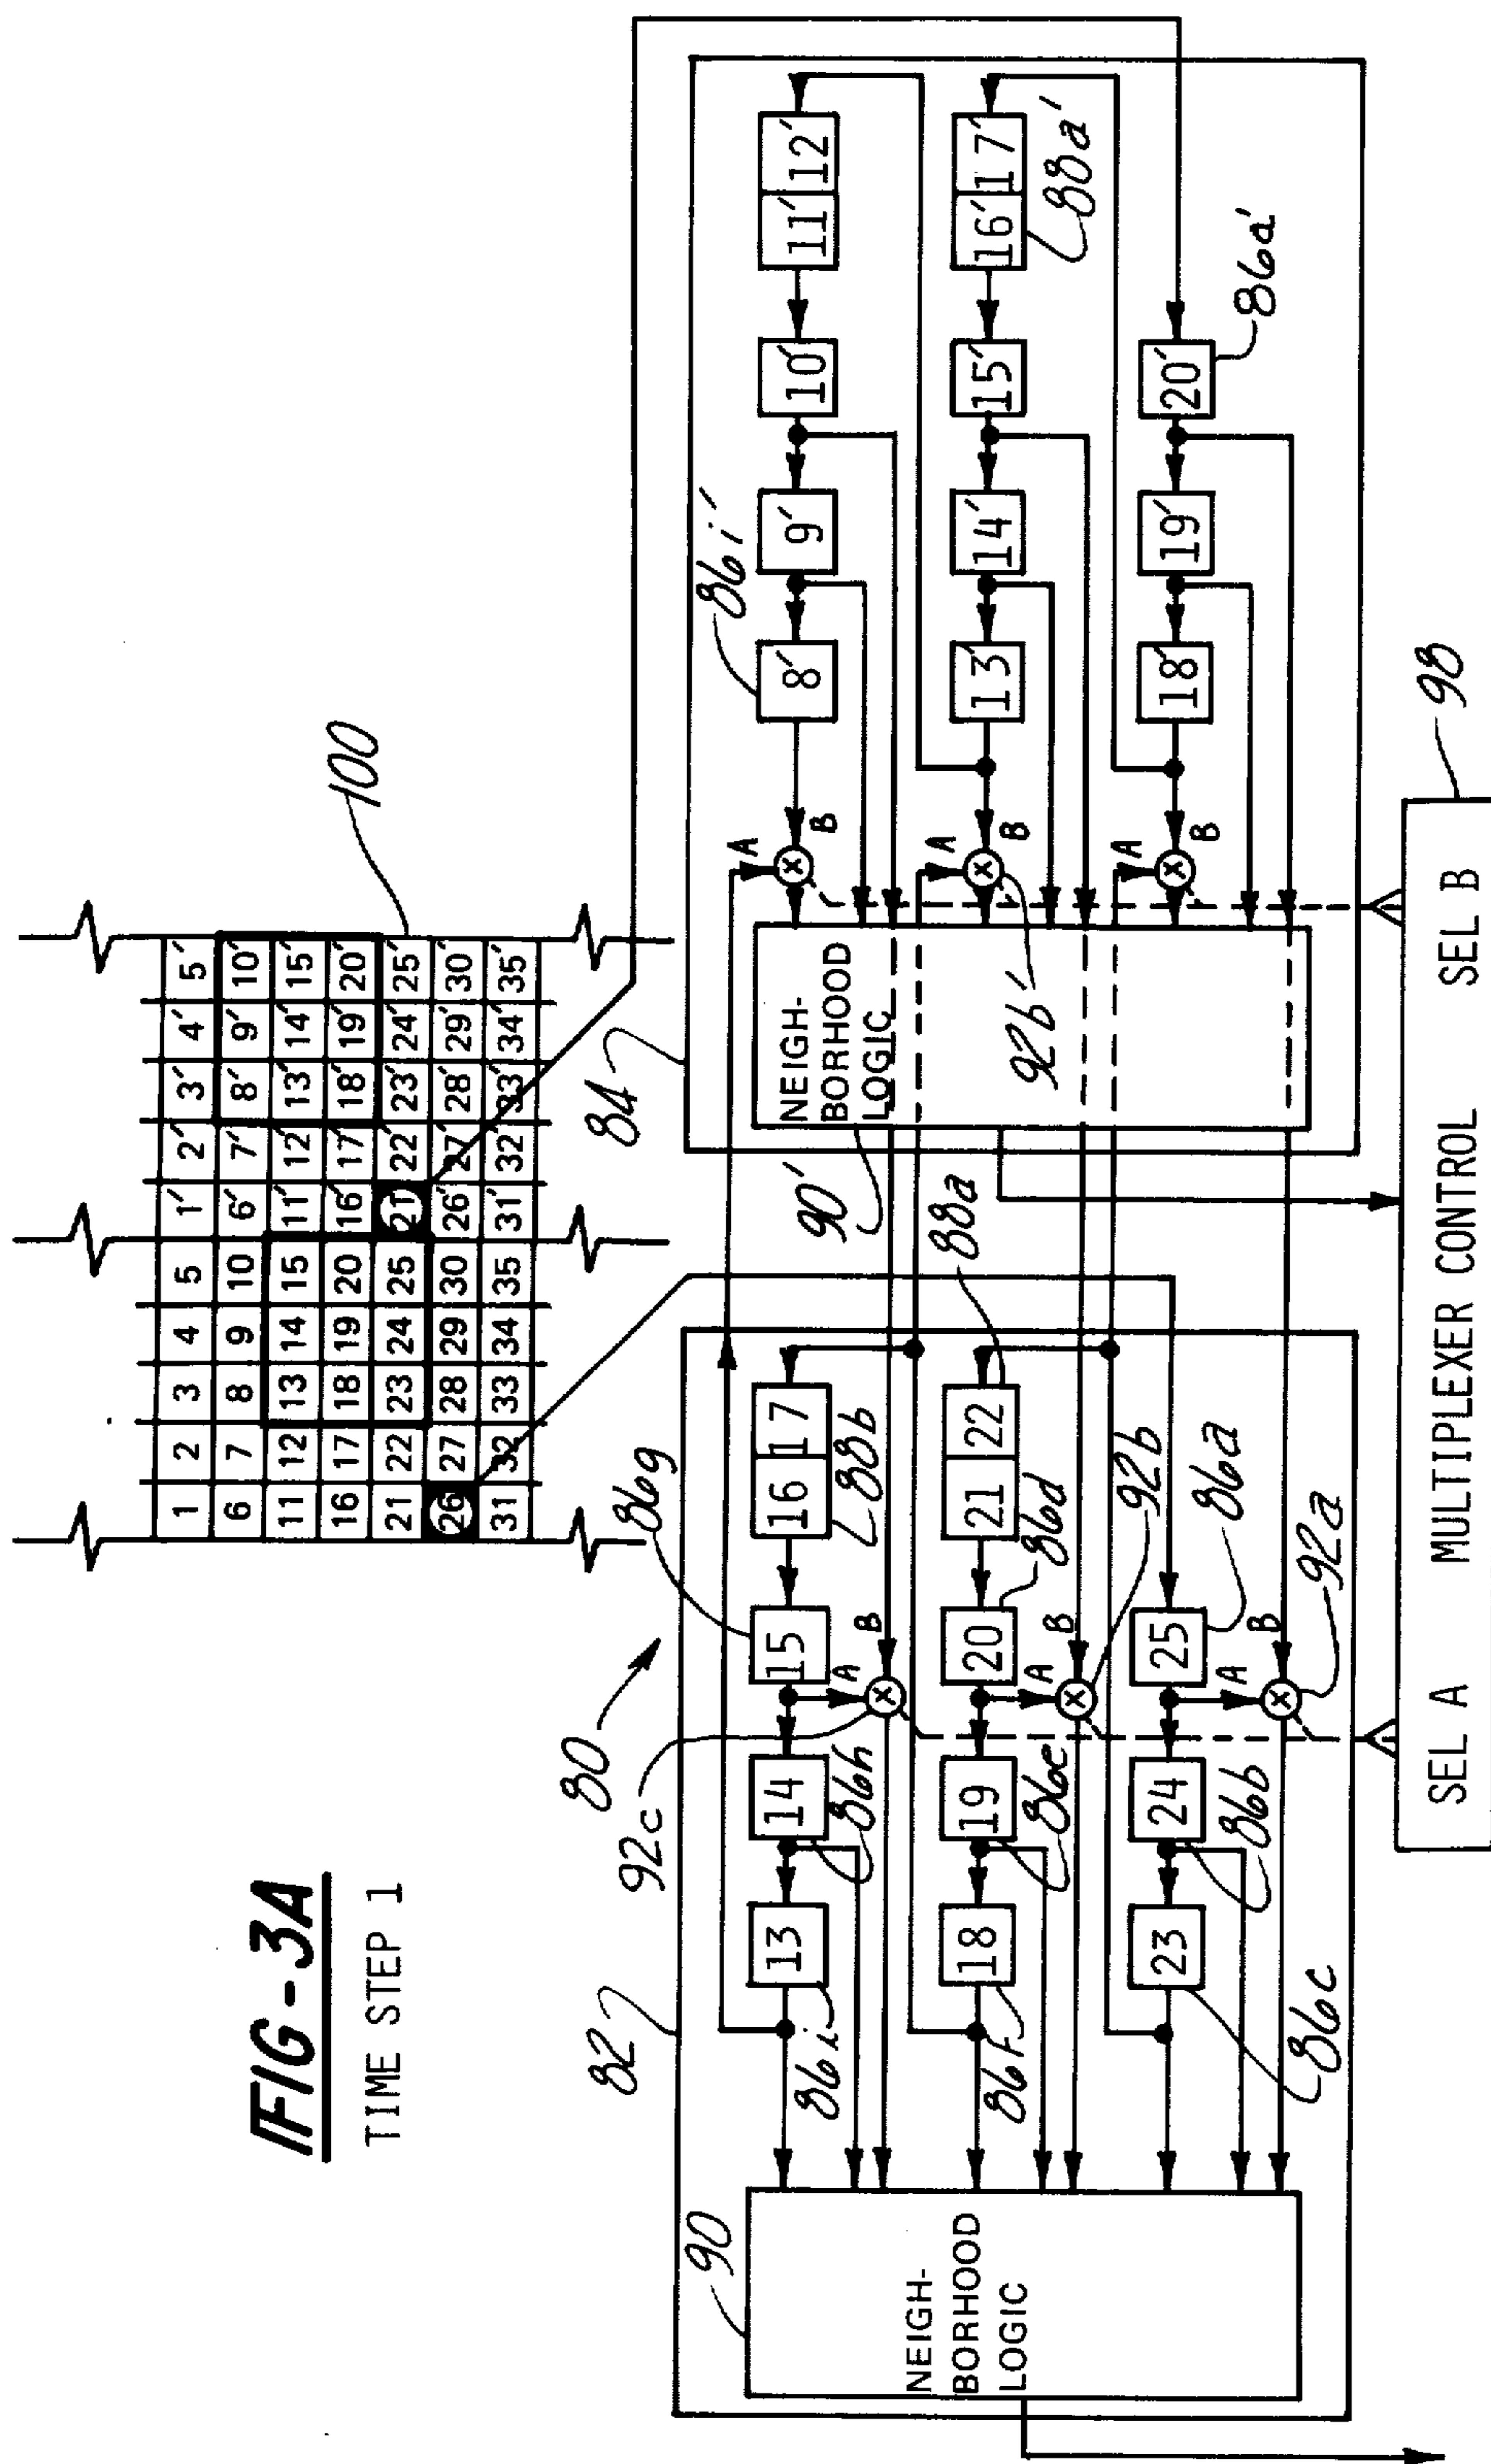 FIG-3A
TIME STEP 1
1 2 3 4 5 1' 2' 3' 4' 5'
6 7 8 9 10 6' 7' 8' 9' 10'
11 12 13 14 15 11' 12' 13' 14' 15'
16 17 18 19 20 16' 17' 18' 19' 20'
21 22 23 24 25 21' 22' 23' 24' 25'
26 27 28 29 30 26' 27' 28' 29' 30'
31 32 33 34 35 31' 32' 33' 34' 35'
100
80
82
92c
86g
84
86i'
13 14 15 16 17
8' 9' 10' 11' 12'
A
B
A
B
86i
86h
88b
90
90'
NEIGH-
BORHOOD
LOGIC
NEIGH-
BORHOOD
LOGIC
88a
18 19 20 21 22
13' 14' 15' 16' 17'
A
B
A
B
86f
86e
86d
92b
92b'
88a'
23 24 25
18' 19' 20'
A
B
A
B
86c
86b
86a
92a
86a'
98
SEL A MULTIPLEXER CONTROL SEL B